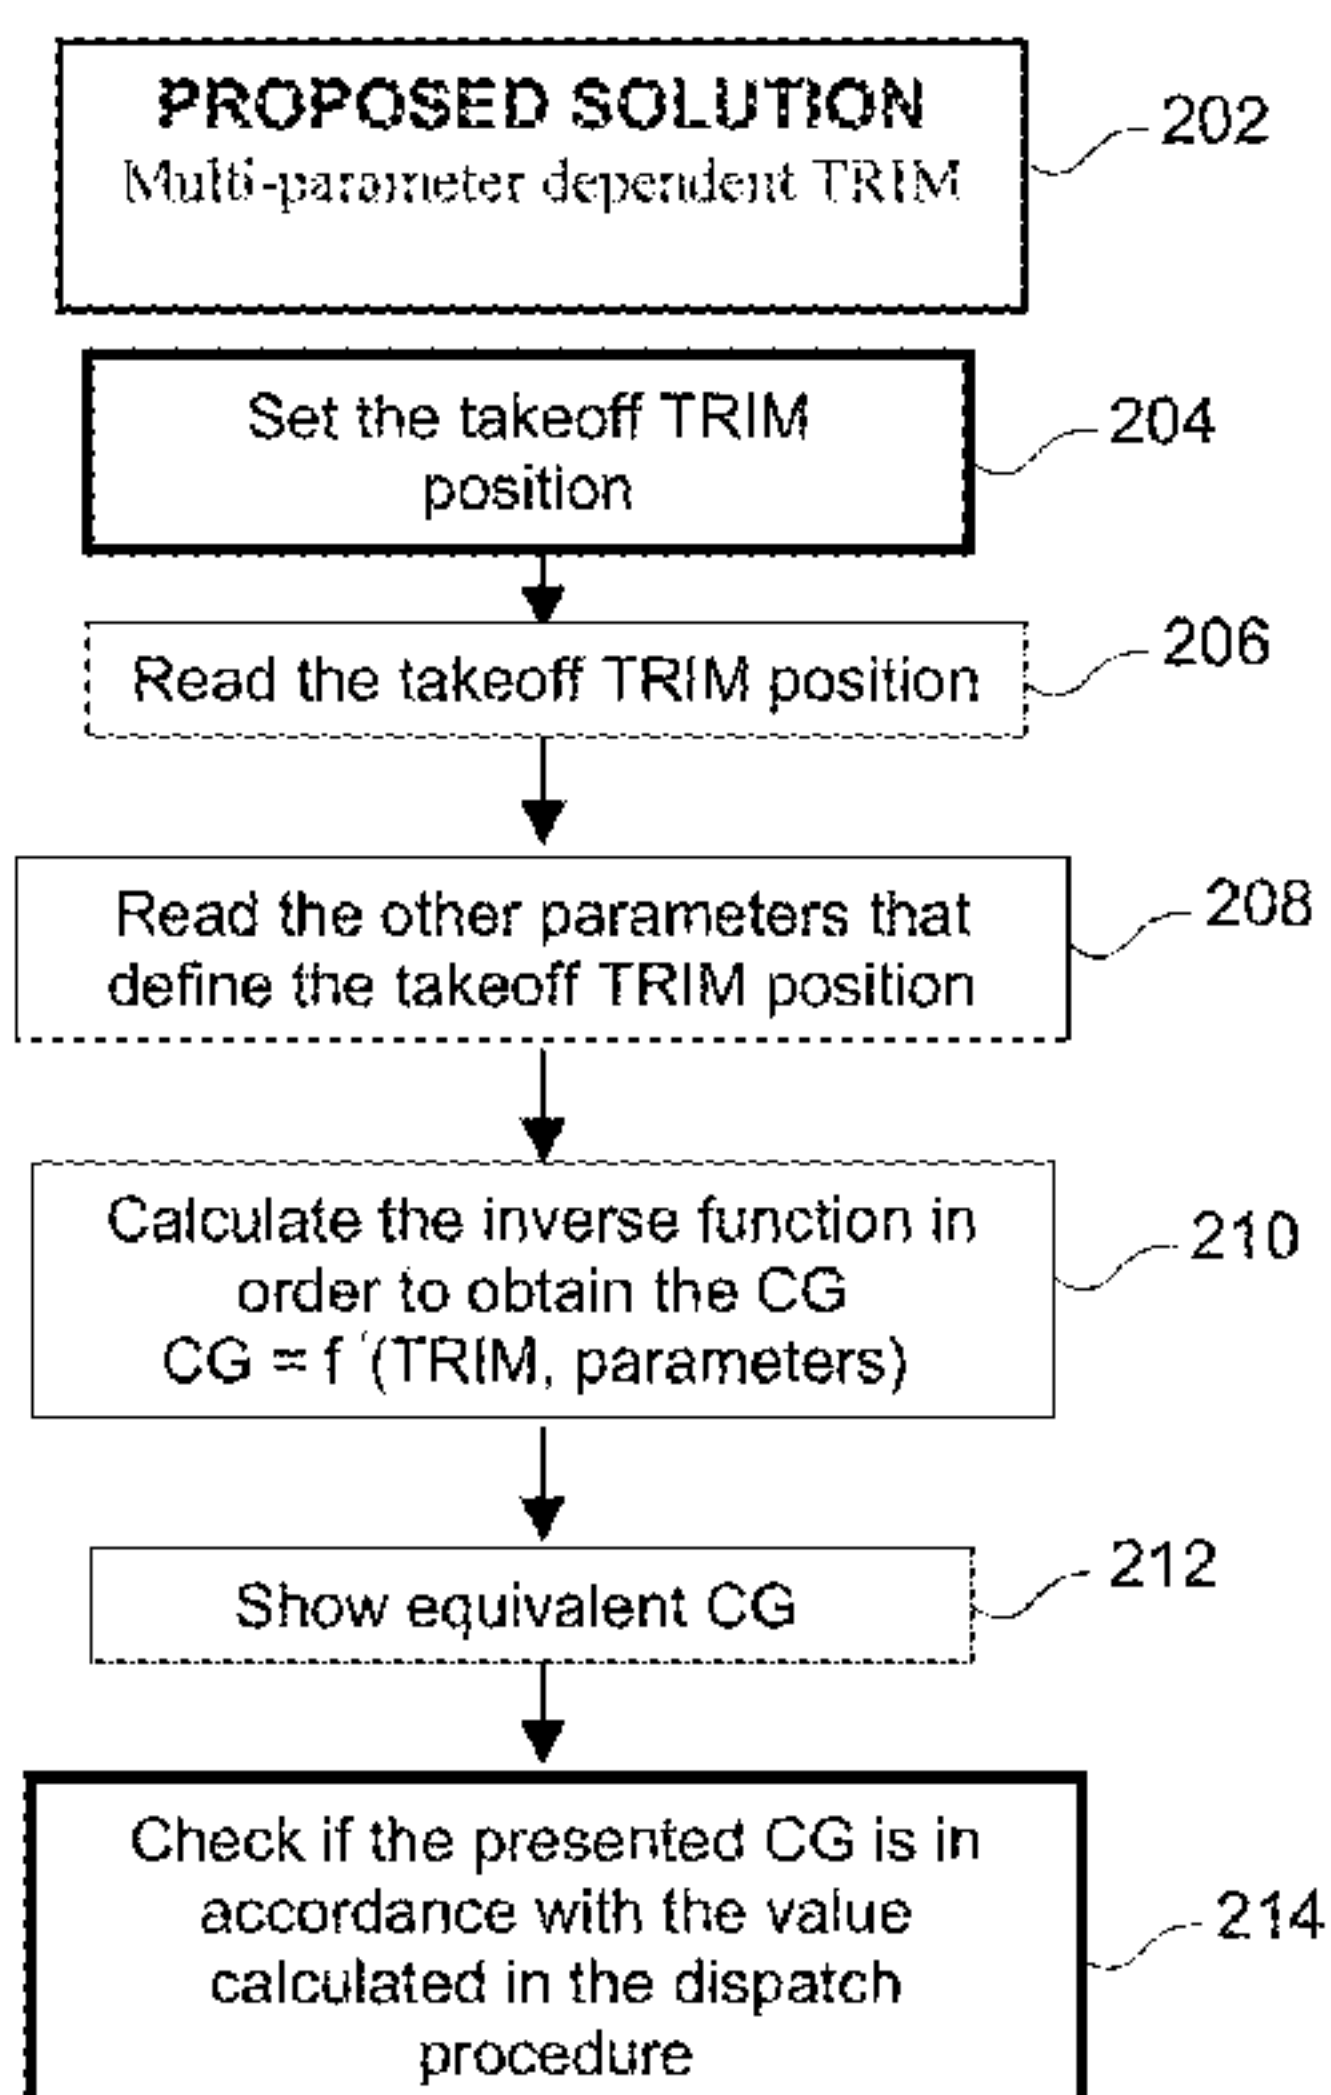 PROPOSED SOLUTION
Multi-parameter dependent TRIM
202
Set the takeoff TRIM
position
204
Read the takeoff TRIM position
206
Read the other parameters that
define the takeoff TRIM position
208
Calculate the inverse function in
order to obtain the CG
CG = f '(TRIM, parameters)
210
Show equivalent CG
212
Check if the presented CG is in
accordance with the value
calculated in the dispatch
procedure
214